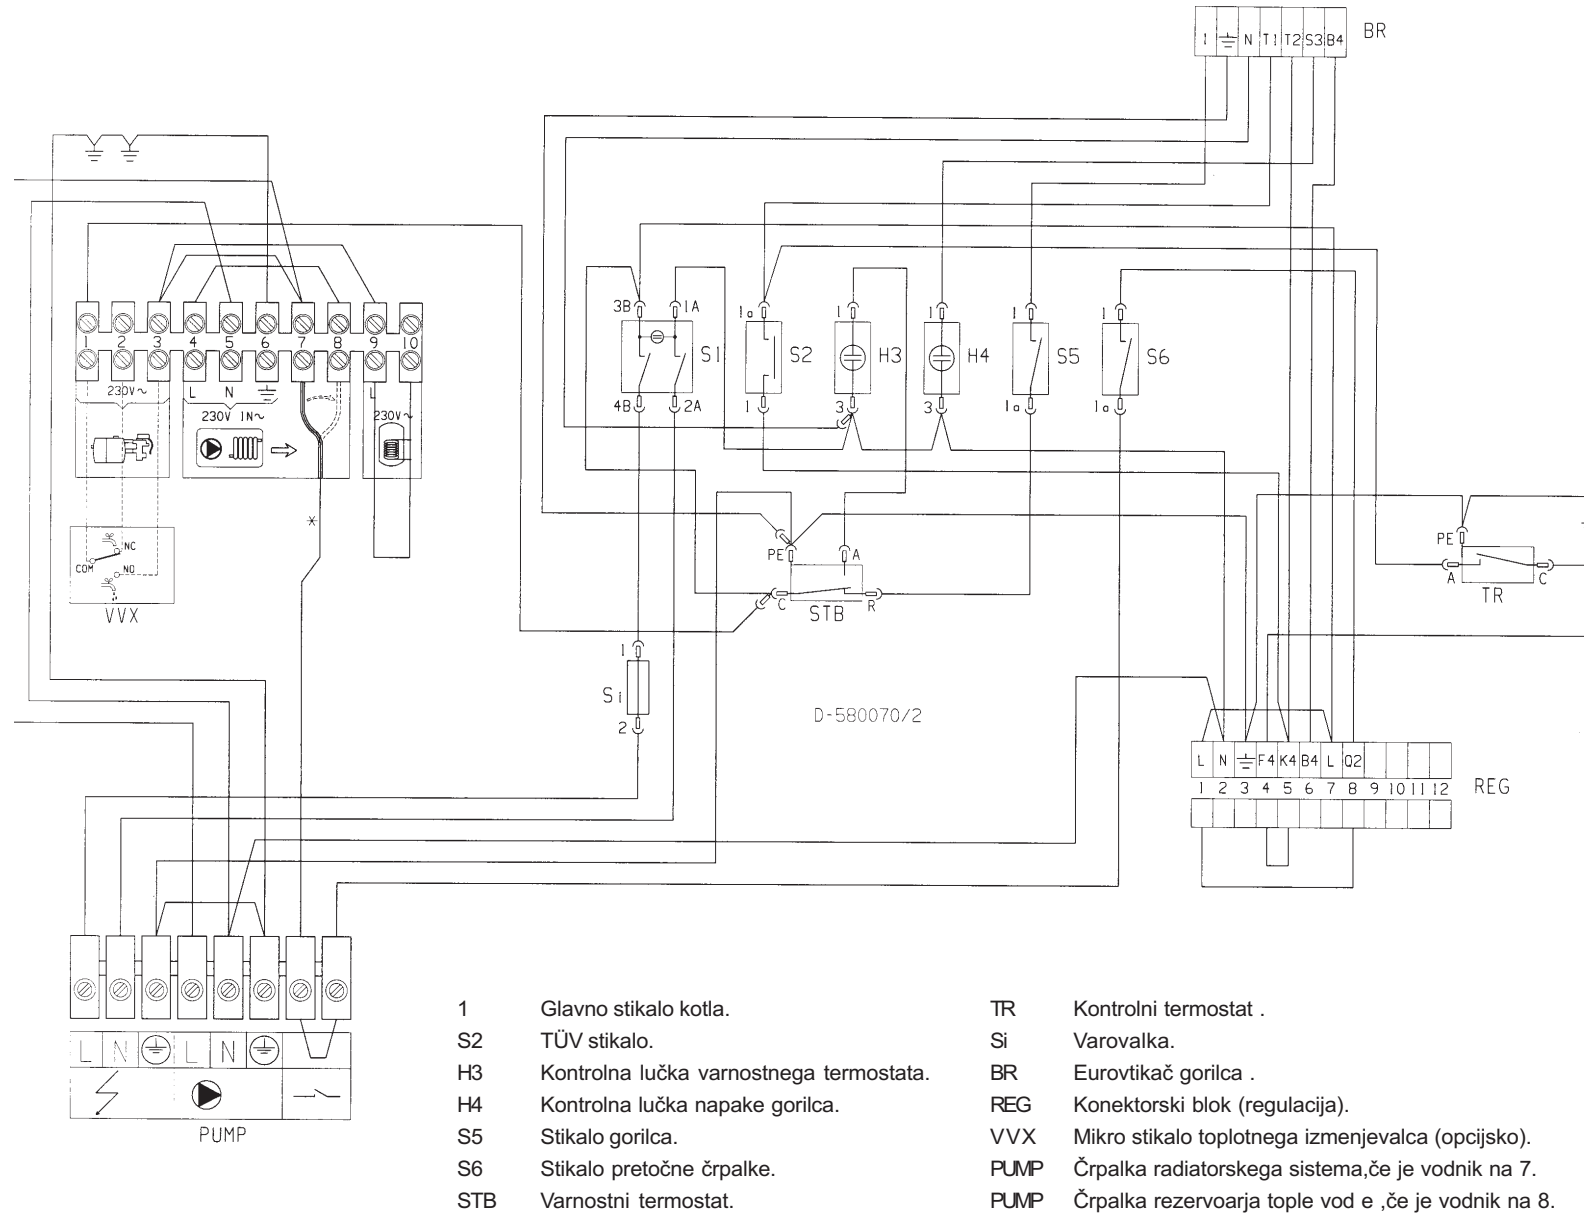 I N T1 T2 S3 B4 BR
3B 1A 1a 1 1 1 1
S1 S2 H3 H4 S5 S6
4B 2A 1 3 3 1a 1a
1 2 3 4 5 6 7 8 9 10
230V~ L N L
230V 1N~ 230V~
*
NC
COM NO
VVX
PE A
C R
STB
PE
A C
TR
1
Si
2
D-580070/2
L N F4 K4 B4 L Q2
1 2 3 4 5 6 7 8 9 10 11 12 REG
L N L N
PUMP
1 Glavno stikalo kotla.
S2 TÜV stikalo.
H3 Kontrolna lučka varnostnega termostata.
H4 Kontrolna lučka napake gorilca.
S5 Stikalo gorilca.
S6 Stikalo pretočne črpalke.
STB Varnostni termostat.
TR Kontrolni termostat .
Si Varovalka.
BR Eurovtikač gorilca .
REG Konektorski blok (regulacija).
VVX Mikro stikalo toplotnega izmenjevalca (opcijsko).
PUMP Črpalka radiatorskega sistema,če je vodnik na 7.
PUMP Črpalka rezervoarja tople vod e ,če je vodnik na 8.